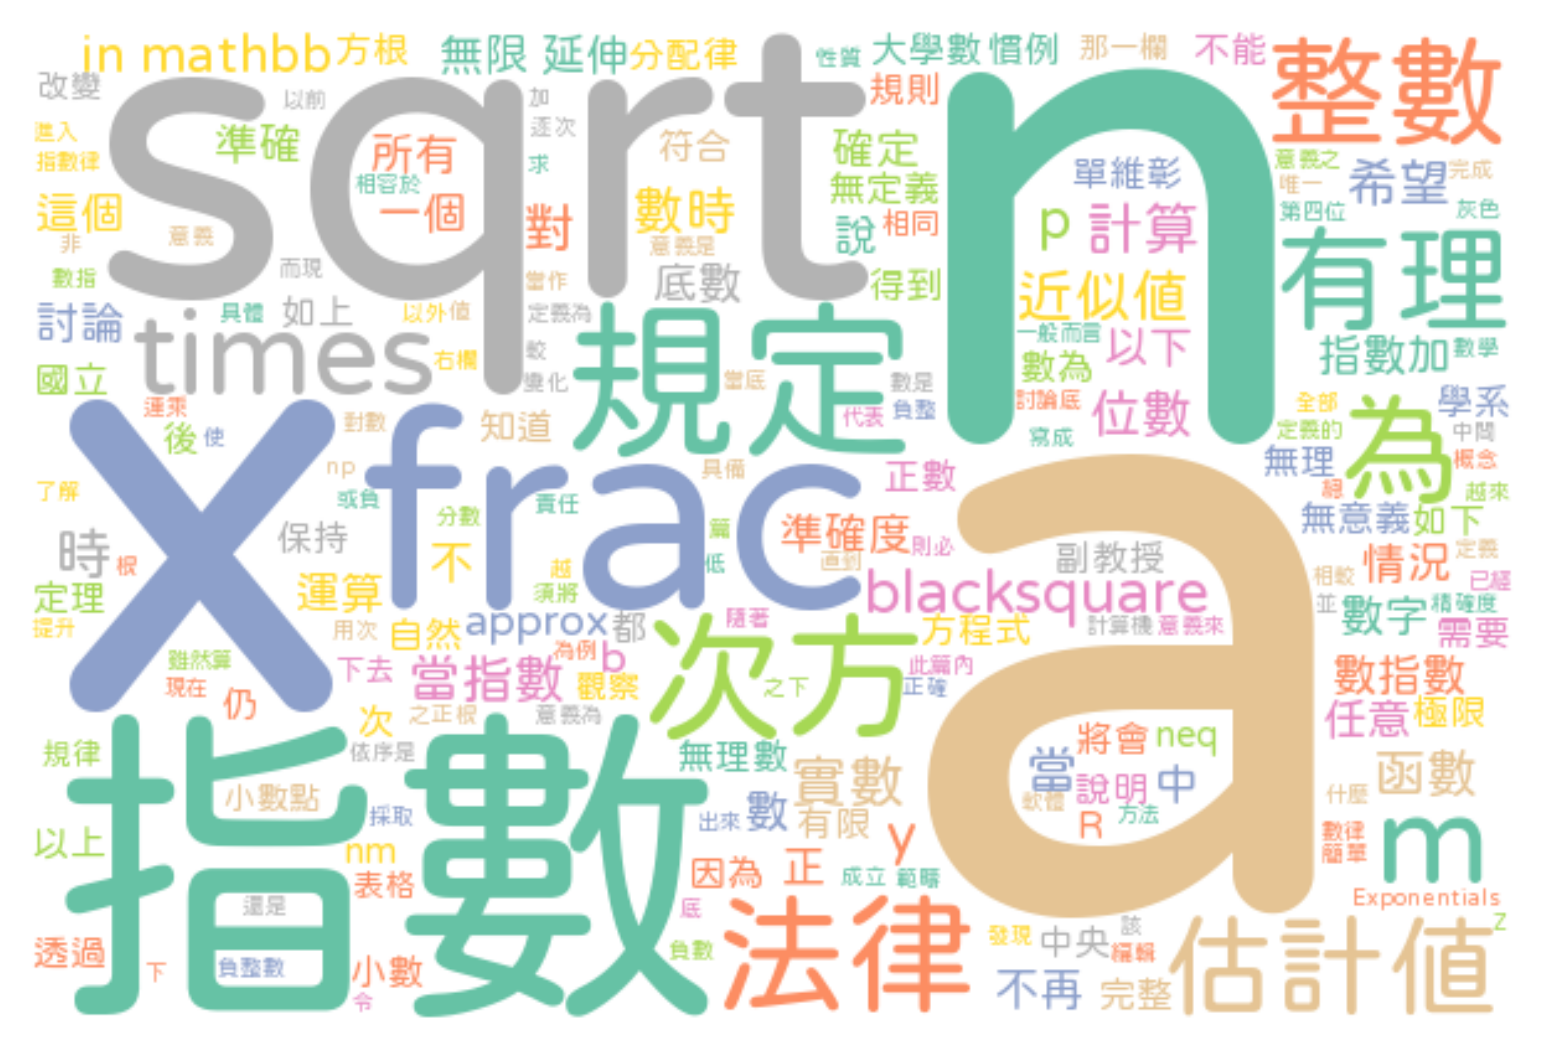 in mathbb 方根 無限 延伸 分配律 性質 大學數 慣例 那一欄 不能 整數
改變 以前 加 規則
sqrt n
進入 準確 所有 逐次 符合 確定 單維彰 意義之 希望 完成
指數律 相容於 求 無定義 唯一
這個 一個 對 數時 說 相同 p 計算 第四位 灰色
非 意義 意義是 有理
數指 而現 當作 底數 得到 近似值
討論 具體 如上 以外 值 定義為 規定 一般而言 以下 指數加 數學
times 右欄 較 數為
國立 變化 當底 數是 討論底 位數 全部 學系
運乘 對數 知道 代表 負整 寫成 定義的 為 中間
後 使 無理 概念
x frac a
了解 np 具備 正數 總 越來
或負 分數 責任 無意義 如下
時 根 保持 不 篇 準確度 則必 副教授 情況 定義
越 低 直到 相較 已經
定理 運算 須將 blacksquare 並 數字 精確度
提升 用次 自然 approx 都 隨著 方程式 計算機 意義來 需要
雖然算 下去 當指數 為例 b 次方 此篇內 數指數
現在 仍 觀察 之下 正確 任意 極限
次 之正根 意義為 將會 neq
規律 指數 依序是 無理數 實數 當 說明 中 函數
小數點 採取 出來 數 有限 軟體 方法 什麼
以上 nm y R 數律 m
表格 因為 正 成立 範疇 簡單
還是 底 法律 Exponentials
透過 下 負整數 小數 負數 發現 中央 該 估計值 z
令 編輯
不再 完整